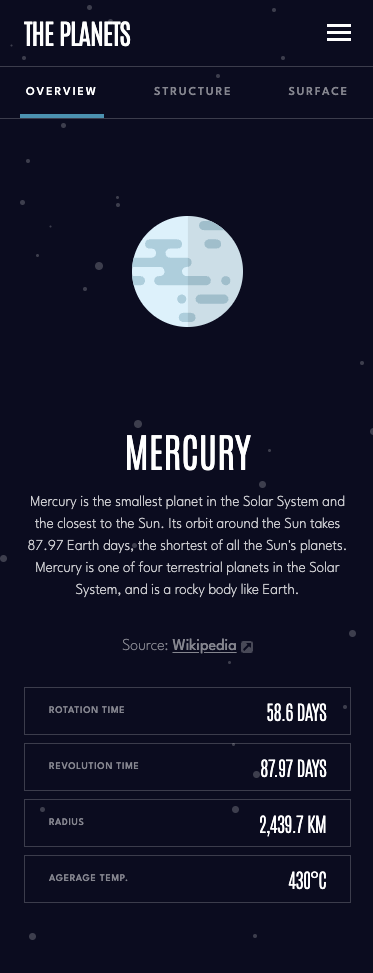 THE PLANETS
OVERVIEW STRUCTURE SURFACE
MERCURY
Mercury is the smallest planet in the Solar System and
the closest to the Sun. Its orbit around the Sun takes
87.97 Earth days, the shortest of all the Sun's planets.
Mercury is one of four terrestrial planets in the Solar
System, and is a rocky body like Earth.
Source: Wikipedia
ROTATION TIME 58.6 DAYS
REVOLUTION TIME 87.97 DAYS
RADIUS 2,439.7 KM
AGERAGE TEMP. 430°C